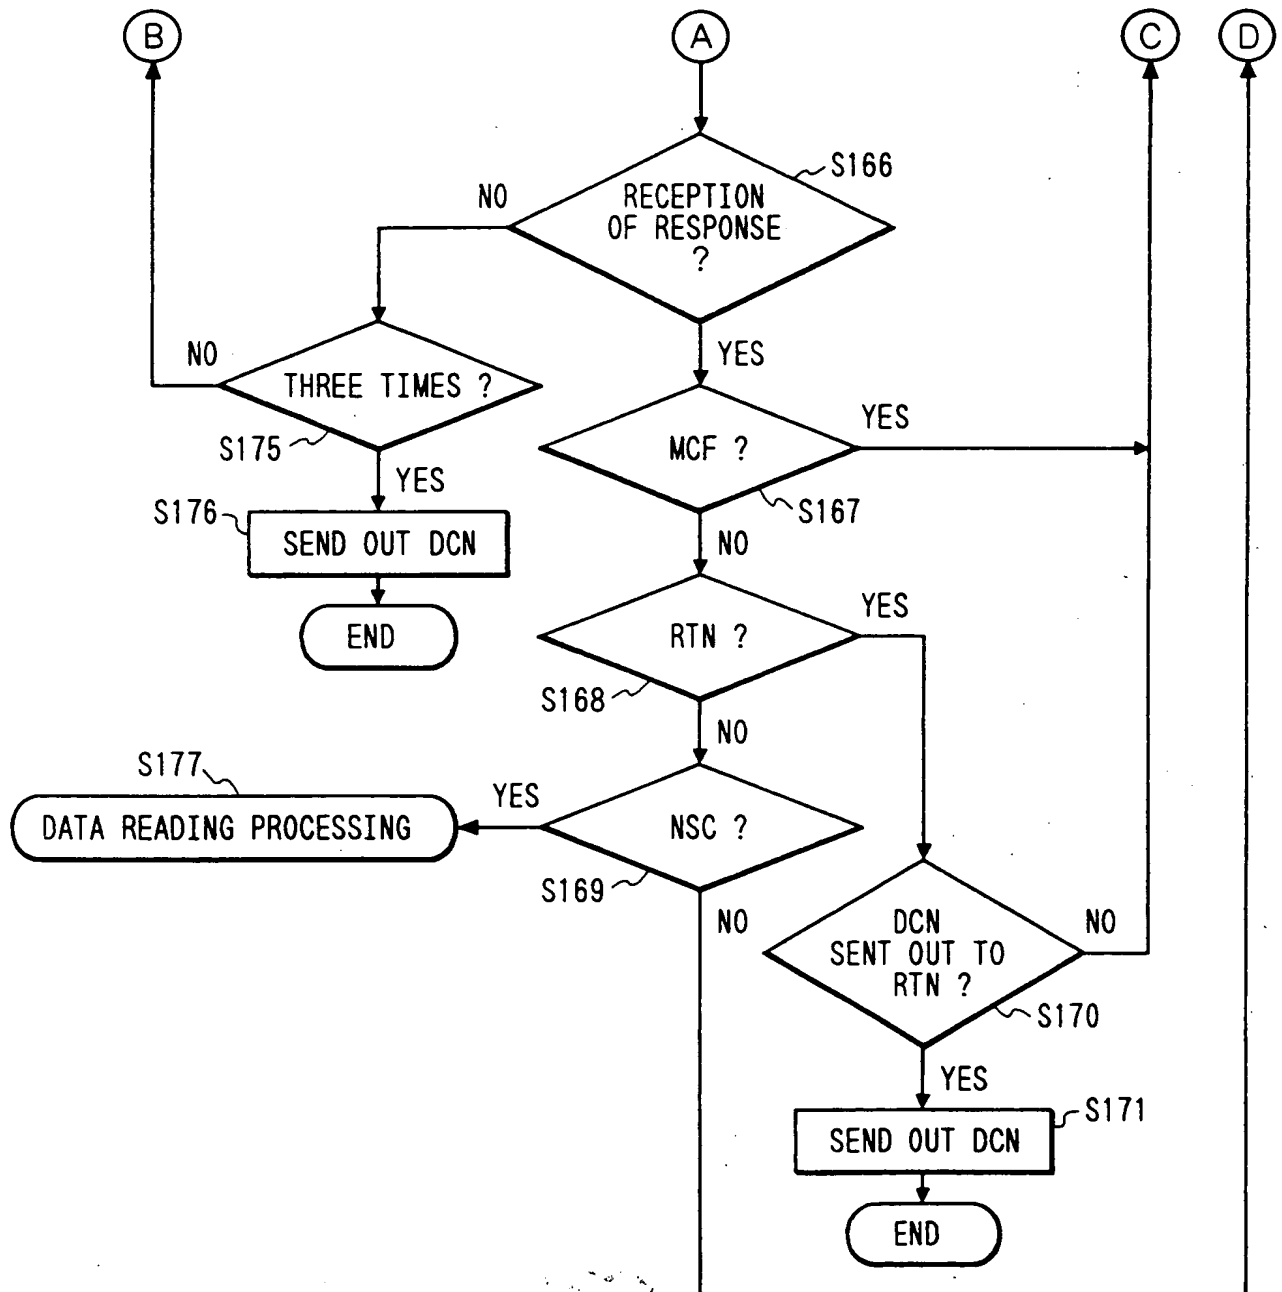 B
A
C
D
S166
NO
RECEPTION
OF RESPONSE
?
YES
NO
THREE TIMES ?
S175
YES
MCF ?
YES
S167
S176
SEND OUT DCN
NO
END
RTN ?
YES
S168
NO
S177
DATA READING PROCESSING
YES
NSC ?
S169
NO
DCN
SENT OUT TO
RTN ?
NO
S170
YES
SEND OUT DCN
S171
END